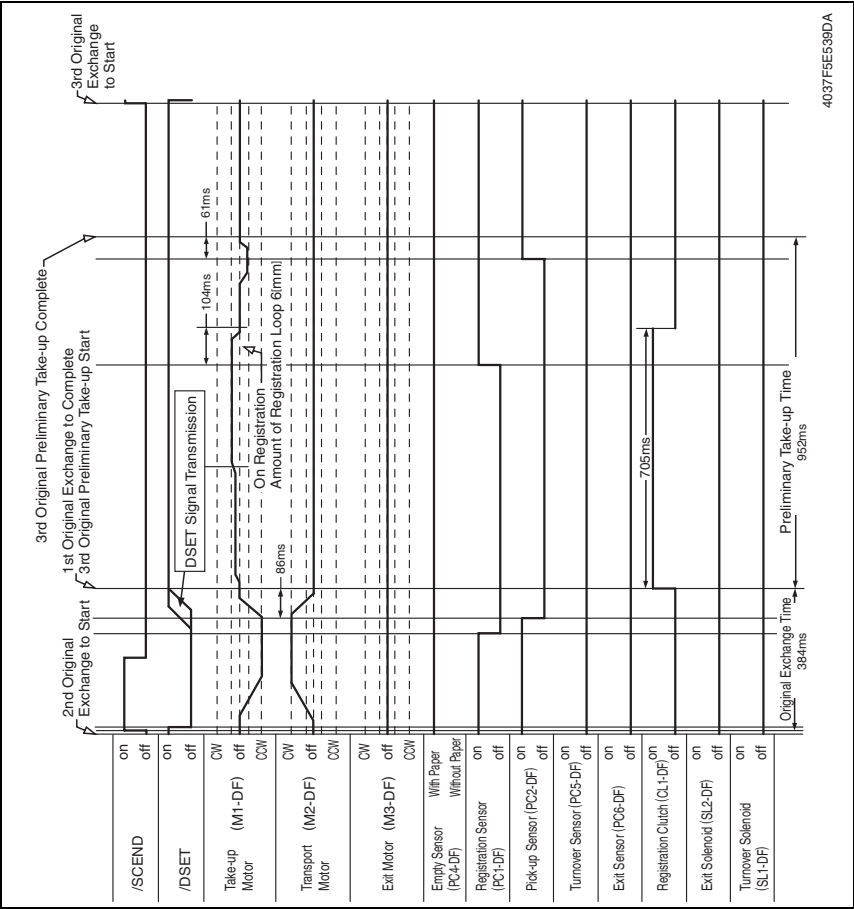 3rd Original
Exchange
to Start
3rd Original Preliminary Take-up Complete
1st Original Exchange to Complete
3rd Original Preliminary Take-up Start
2nd Original
Exchange to Start
/SCEND
on
off
/DSET
on
off
DSET Signal Transmission
Take-up
Motor
(M1-DF)
CW
off
CCW
104ms
61ms
On Registration
Amount of Registration Loop 6[mm]
Transport
Motor
(M2-DF)
CW
off
CCW
86ms
Exit Motor (M3-DF)
CW
off
CCW
Empty Sensor
(PC4-DF)
With Paper
Without Paper
Registration Sensor
(PC1-DF)
on
off
Pick-up Sensor (PC2-DF)
on
off
Turnover Sensor (PC5-DF)
on
off
Exit Sensor (PC6-DF)
on
off
Registration Clutch (CL1-DF)
on
off
705ms
Exit Solenoid (SL2-DF)
on
off
Turnover Solenoid
(SL1-DF)
on
off
Original Exchange Time
384ms
Preliminary Take-up Time
952ms
4037F5E539DA